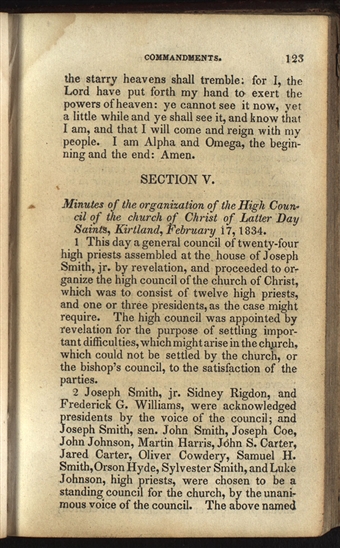 COMMANDMENTS. 123
the starry heavens shall tremble: for I, the
Lord have put forth my hand to exert the
powers of heaven: ye cannot see it now, yet
a little while and ye shall see it, and know that
I am, and that I will come and reign with my
people. I am Alpha and Omega, the begin-
ning and the end: Amen.
SECTION V.
Minutes of the organization of the High Coun-
cil of the church of Christ of Latter Day
Saints, Kirtland, February 17, 1834.
1 This day a general council of twenty-four
high priests assembled at the house of Joseph
Smith, jr. by revelation, and proceeded to or-
ganize the high council of the church of Christ,
which was to consist of twelve high priests,
and one or three presidents, as the case might
require. The high council was appointed by
revelation for the purpose of settling impor-
tant difficulties, which might arise in the church,
which could not be settled by the church, or
the bishop's council, to the satisfaction of the
parties.
2 Joseph Smith, jr. Sidney Rigdon, and
Frederick G. Williams, were acknowledged
presidents by the voice of the council; and
Joseph Smith, sen. John Smith, Joseph Coe,
John Johnson, Martin Harris, John S. Carter,
Jared Carter, Oliver Cowdery, Samuel H.
Smith, Orson Hyde, Sylvester Smith, and Luke
Johnson, high priests, were chosen to be a
standing council for the church, by the unani-
mous voice of the council. The above named